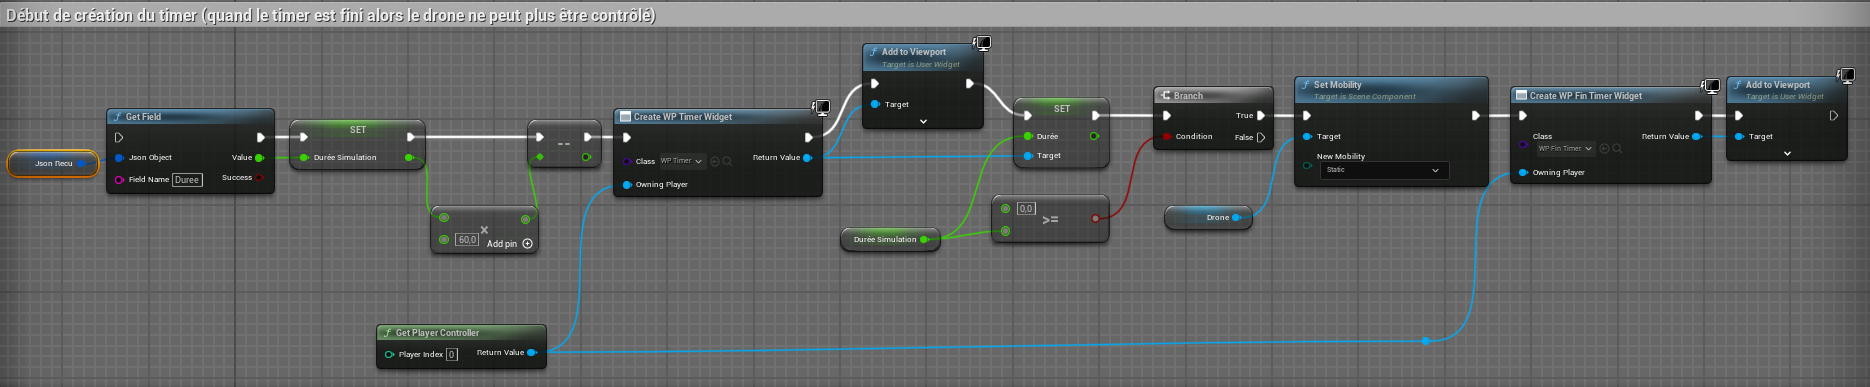 Début de création du timer (quand le timer est fini alors le drone ne peut plus être contrôlé)
Json Recu
Get Field
Json Object
Value
Field Name
Duree
Success
SET
Durée Simulation
×
60,0
Add pin
--
Create WP Timer Widget
Class
WP Timer
Return Value
Owning Player
Get Player Controller
Player Index
0
Return Value
Add to Viewport
Target is User Widget
Target
SET
Durée
Target
Durée Simulation
0,0
>=
Branch
True
Condition
False
Drone
Set Mobility
Target is Scene Component
Target
New Mobility
Static
Create WP Fin Timer Widget
Class
WP Fin Timer
Return Value
Owning Player
Add to Viewport
Target is User Widget
Target